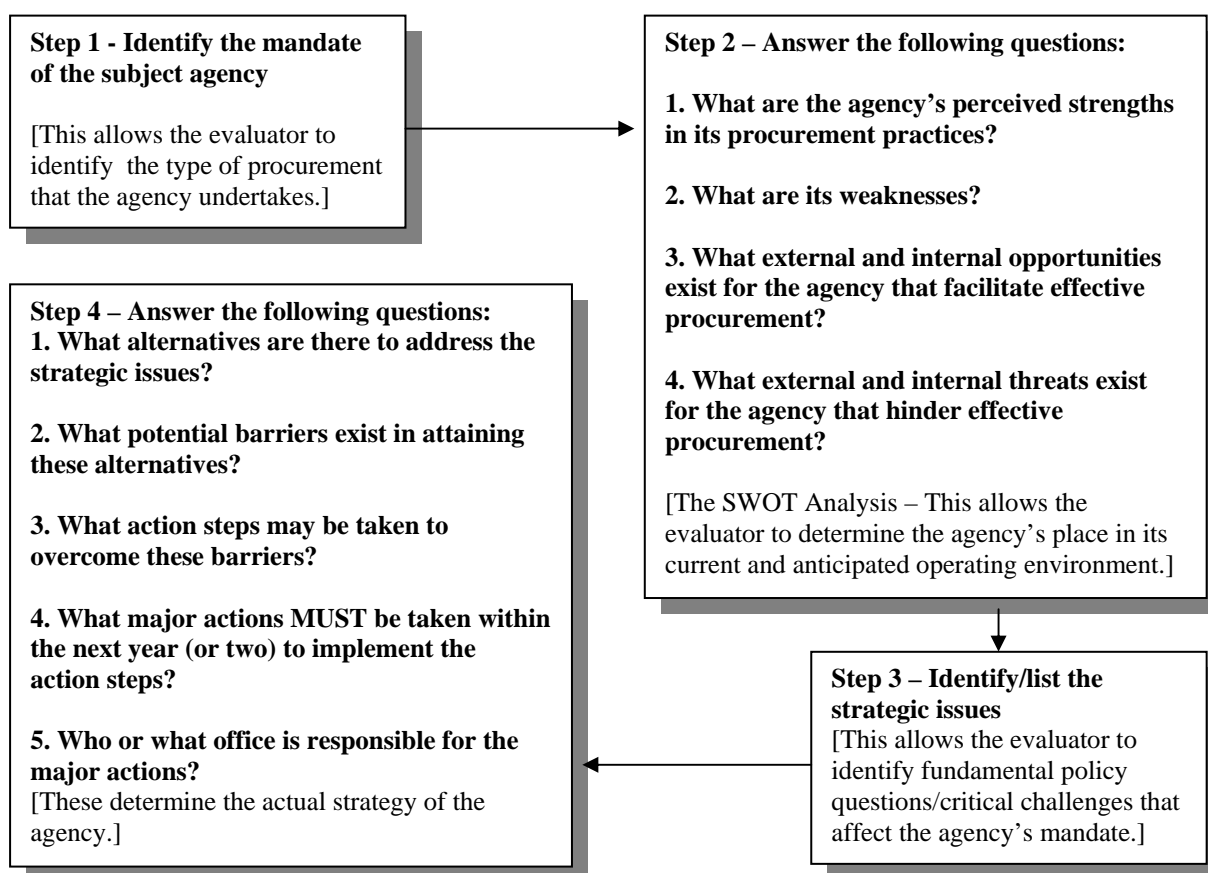 Step 1 - Identify the mandate
of the subject agency
[This allows the evaluator to
identify the type of procurement
that the agency undertakes.]
Step 2 – Answer the following questions:
1. What are the agency’s perceived strengths
in its procurement practices?
2. What are its weaknesses?
3. What external and internal opportunities
exist for the agency that facilitate effective
procurement?
4. What external and internal threats exist
for the agency that hinder effective
procurement?
[The SWOT Analysis – This allows the
evaluator to determine the agency’s place in its
current and anticipated operating environment.]
Step 3 – Identify/list the
strategic issues
[This allows the evaluator to
identify fundamental policy
questions/critical challenges that
affect the agency’s mandate.]
Step 4 – Answer the following questions:
1. What alternatives are there to address the
strategic issues?
2. What potential barriers exist in attaining
these alternatives?
3. What action steps may be taken to
overcome these barriers?
4. What major actions MUST be taken within
the next year (or two) to implement the
action steps?
5. Who or what office is responsible for the
major actions?
[These determine the actual strategy of the
agency.]